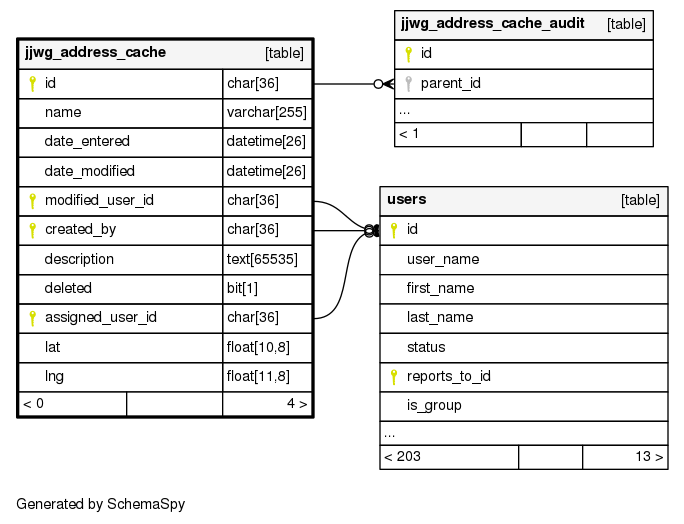 jjwg_address_cache [table]
id char[36]
name varchar[255]
date_entered datetime[26]
date_modified datetime[26]
modified_user_id char[36]
created_by char[36]
description text[65535]
deleted bit[1]
assigned_user_id char[36]
lat float[10,8]
lng float[11,8]
< 0 4 >
jjwg_address_cache_audit [table]
id
parent_id
...
< 1
users [table]
id
user_name
first_name
last_name
status
reports_to_id
is_group
...
< 203 13 >
Generated by SchemaSpy